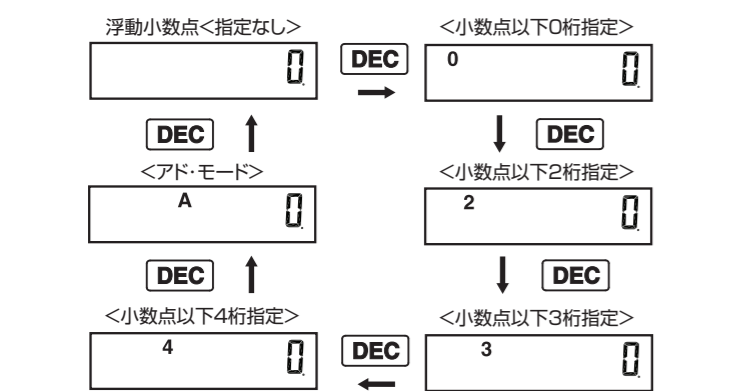 浮動小数点<指定なし>
<小数点以下0桁指定>
0.
DEC
0 0.
DEC
DEC
<アド・モード>
<小数点以下2桁指定>
A 0.
2 0.
DEC
DEC
<小数点以下4桁指定>
<小数点以下3桁指定>
4 0.
DEC
3 0.